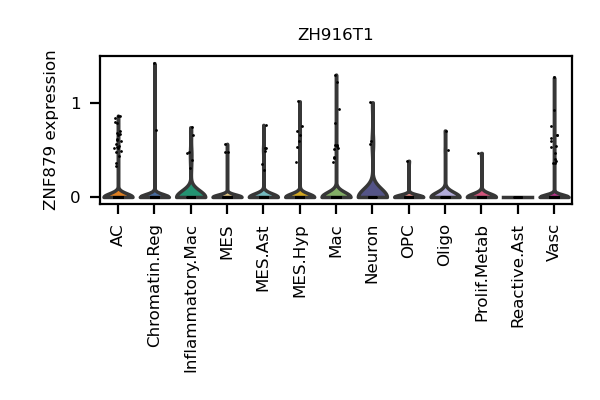 ZH916T1
ZNF879 expression
1
0
AC
Chromatin.Reg
Inflammatory.Mac
MES
MES.Ast
MES.Hyp
Mac
Neuron
OPC
Oligo
Prolif.Metab
Reactive.Ast
Vasc